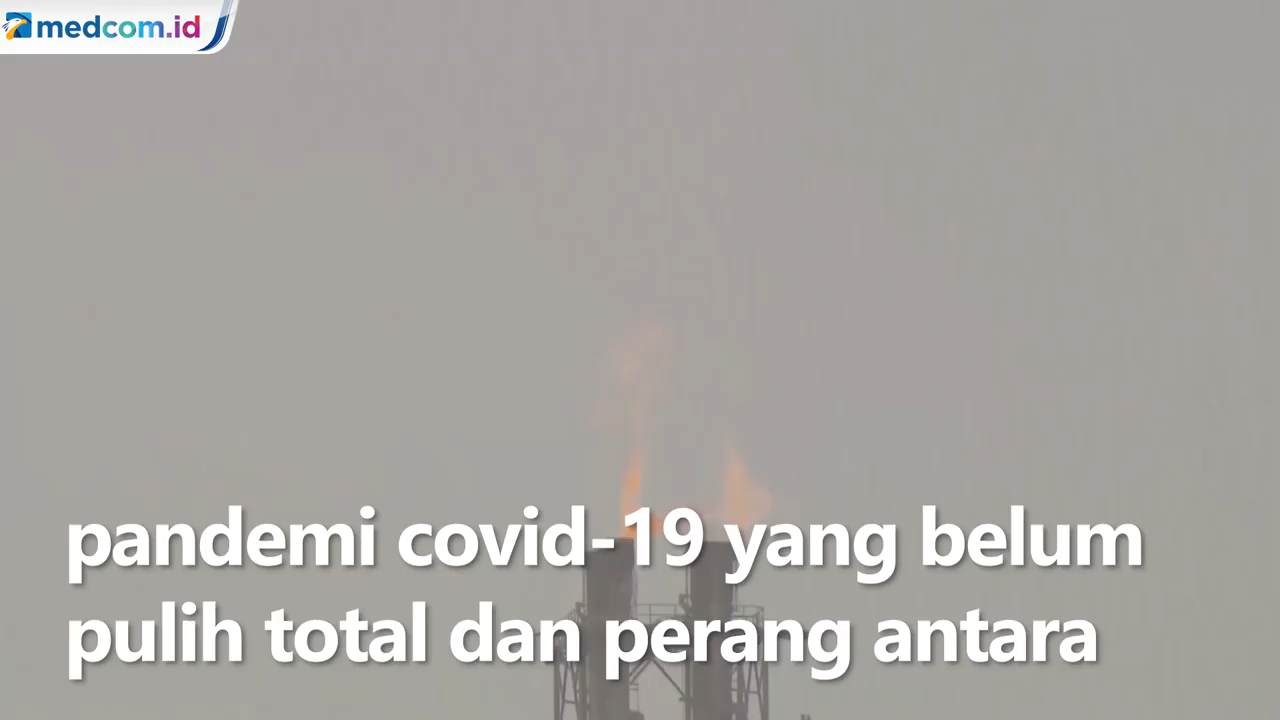 medcom.id
pandemi covid-19 yang belum
pulih total dan perang antara